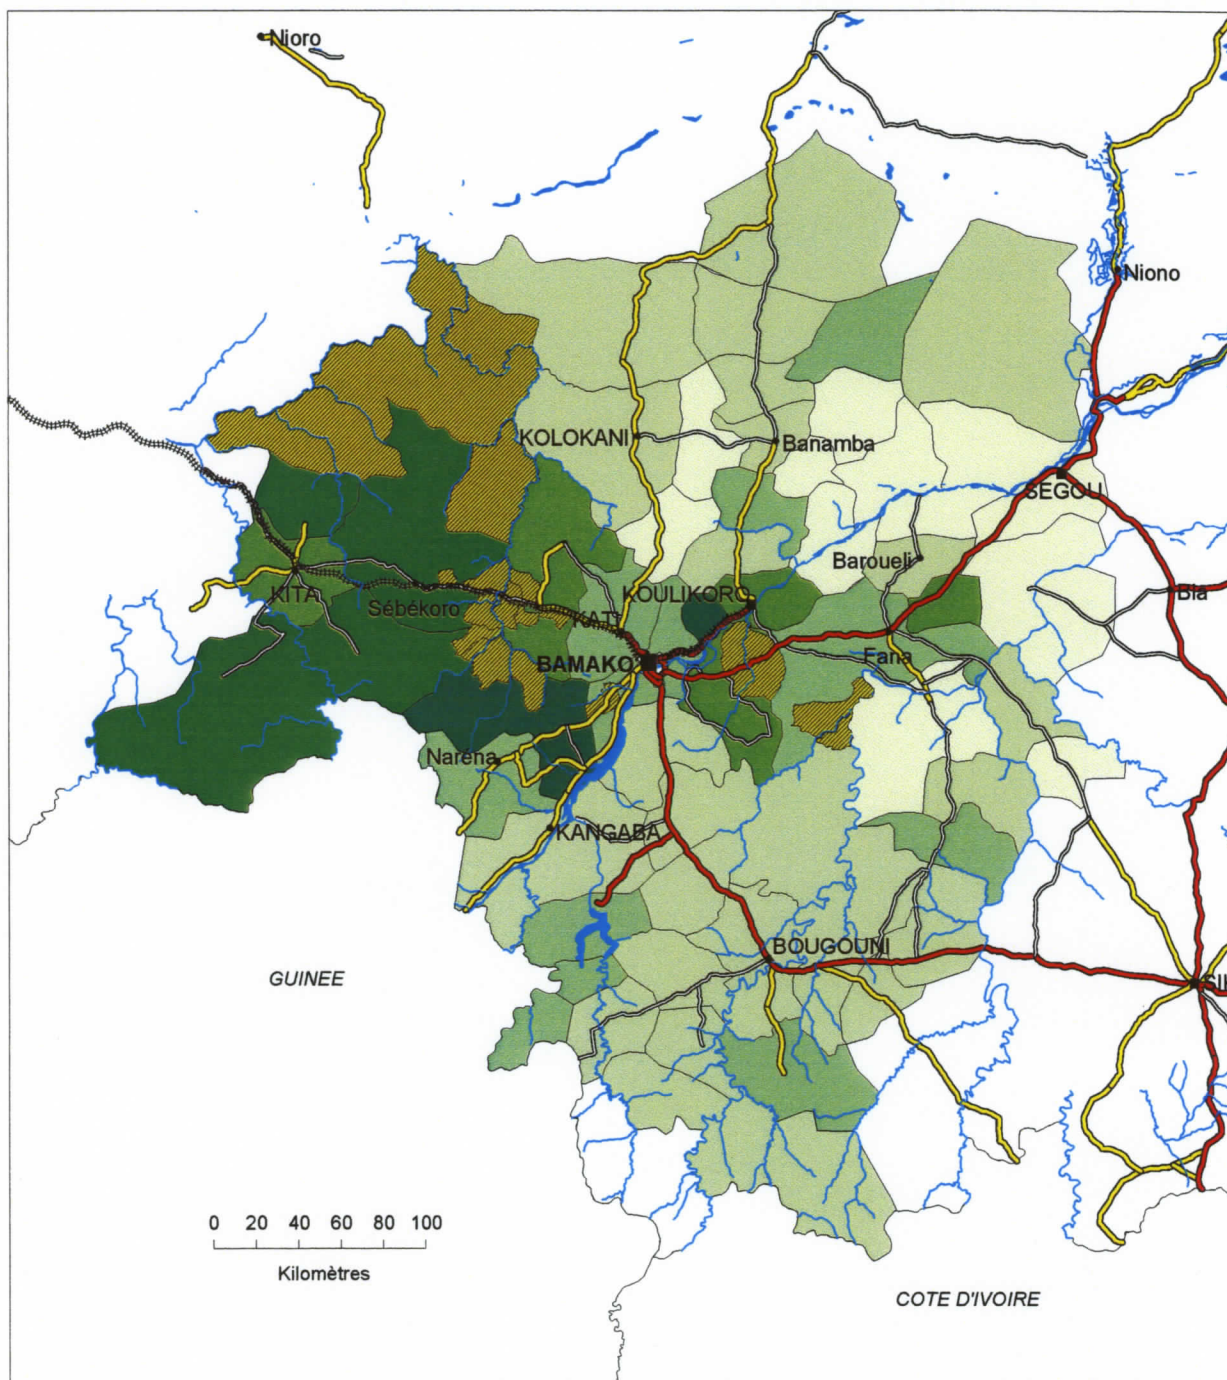 Nioro
Niono
KOLOKANI
Banamba
SEGOU
Baroueli
KITA
Sébékoro
KOULIKORO
Bla
KATI
BAMAKO
Fana
Naréna
KANGABA
BOUGOUNI
GUINEE
0 20 40 60 80 100
Kilomètres
COTE D'IVOIRE